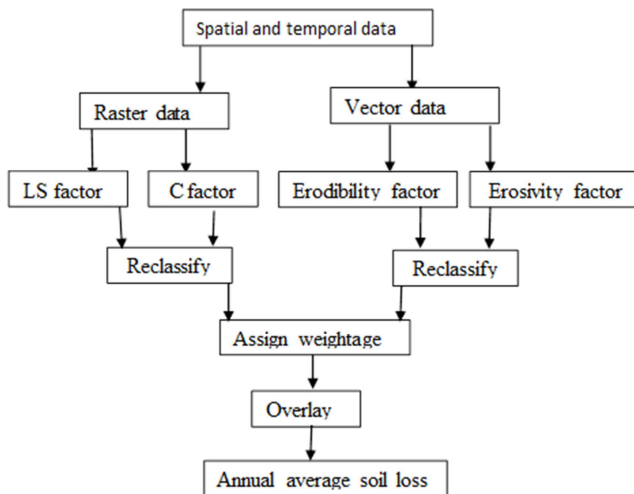 Spatial and temporal data
Raster data
Vector data
LS factor
C factor
Erodibility factor
Erosivity factor
Reclassify
Reclassify
Assign weightage
Overlay
Annual average soil loss